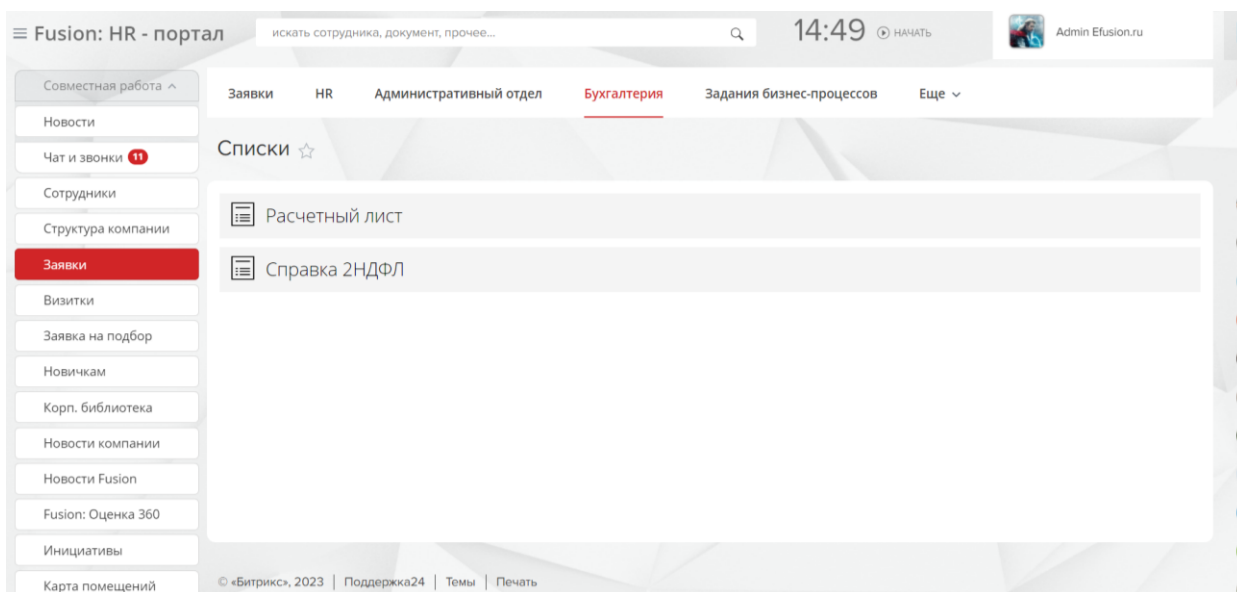 Fusion: HR - портал
искать сотрудника, документ, прочее...
14:49 НАЧАТЬ
Admin Efusion.ru
Совместная работа
Новости
Чат и звонки 11
Сотрудники
Структура компании
Заявки
Визитки
Заявка на подбор
Новичкам
Корп. библиотека
Новости компании
Новости Fusion
Fusion: Оценка 360
Инициативы
Карта помещений
Заявки HR Административный отдел Бухгалтерия Задания бизнес-процессов Еще
Списки
Расчетный лист
Справка 2НДФЛ
© «Битрикс», 2023 | Поддержка24 | Темы | Печать